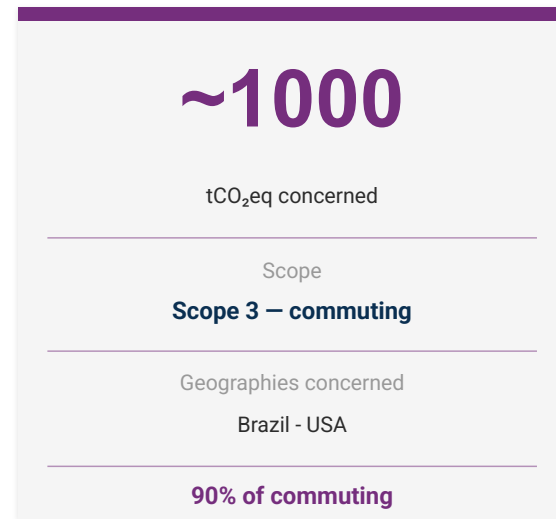 ~1000
tCO₂eq concerned
Scope
Scope 3 — commuting
Geographies concerned
Brazil - USA
90% of commuting